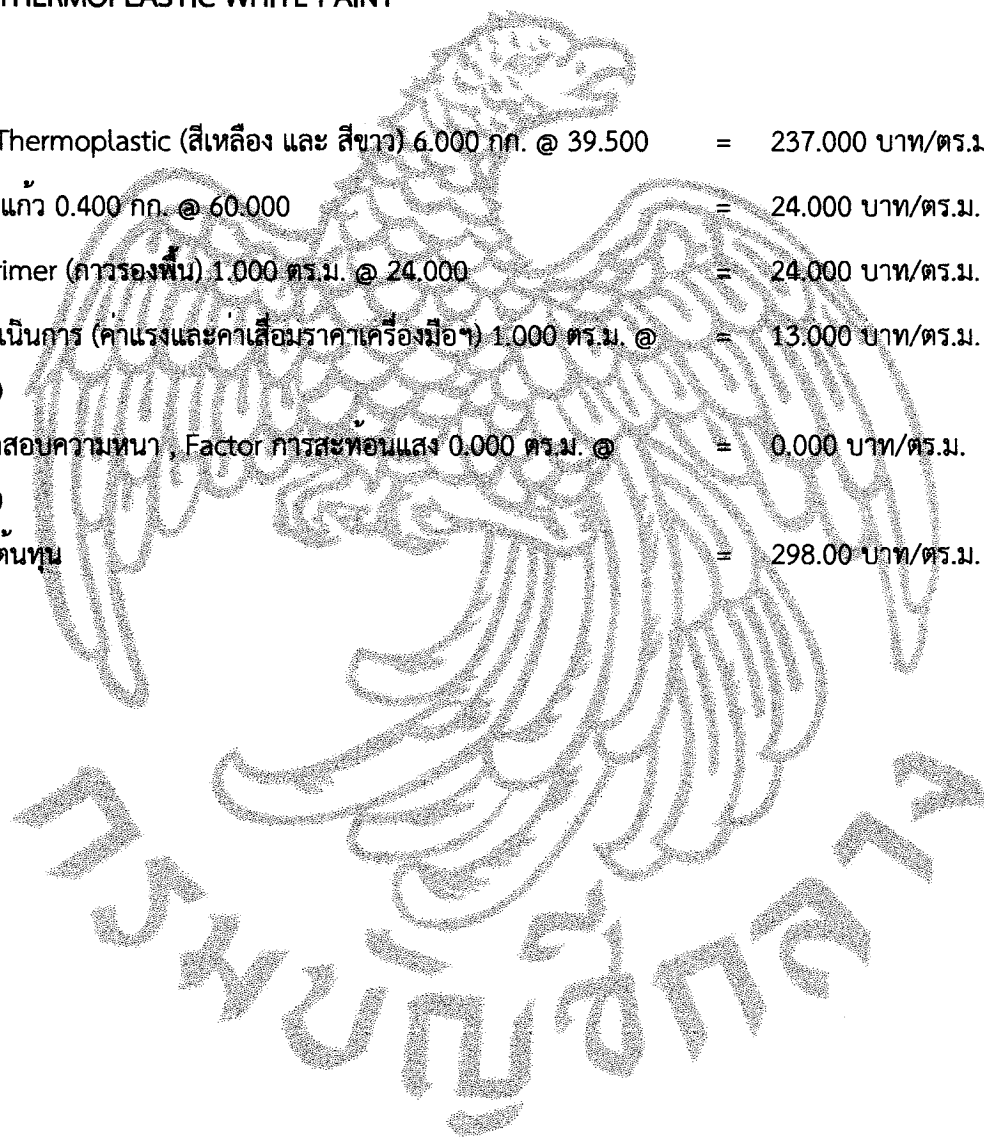 THERMOPLASTIC WHITE PAINT
Thermoplastic (สีเหลือง และ สีขาว) 6.000 กก. @ 39.500 = 237.000 บาท/ตร.ม
แก้ว 0.400 กก. @ 60.000 = 24.000 บาท/ตร.ม.
rimer (กาวรองพื้น) 1.000 ตร.ม. @ 24.000 = 24.000 บาท/ตร.ม.
เนินการ (ค่าแรงและค่าเสื่อมราคาเครื่องมือฯ) 1.000 ตร.ม. @ = 13.000 บาท/ตร.ม.
สอบความหนา , Factor การสะท้อนแสง 0.000 ตร.ม. @ = 0.000 บาท/ตร.ม.
ต้นทุน = 298.00 บาท/ตร.ม.
กรมบัญชีกลาง